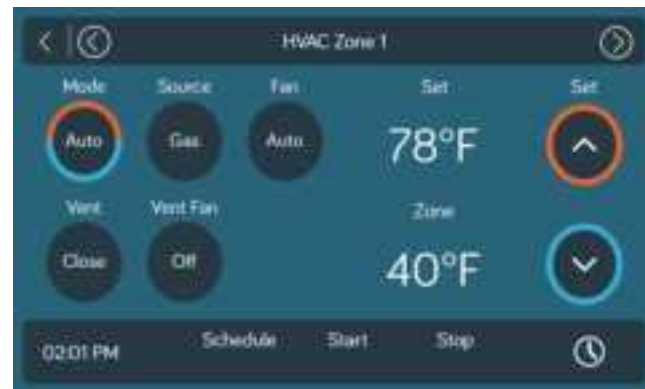 HVAC Zone 1
Mode Source Fan Set Set
Auto Gas Auto 78°F
Vent Vent Fan Zone
Close Off 40°F
02:01 PM Schedule Start Stop